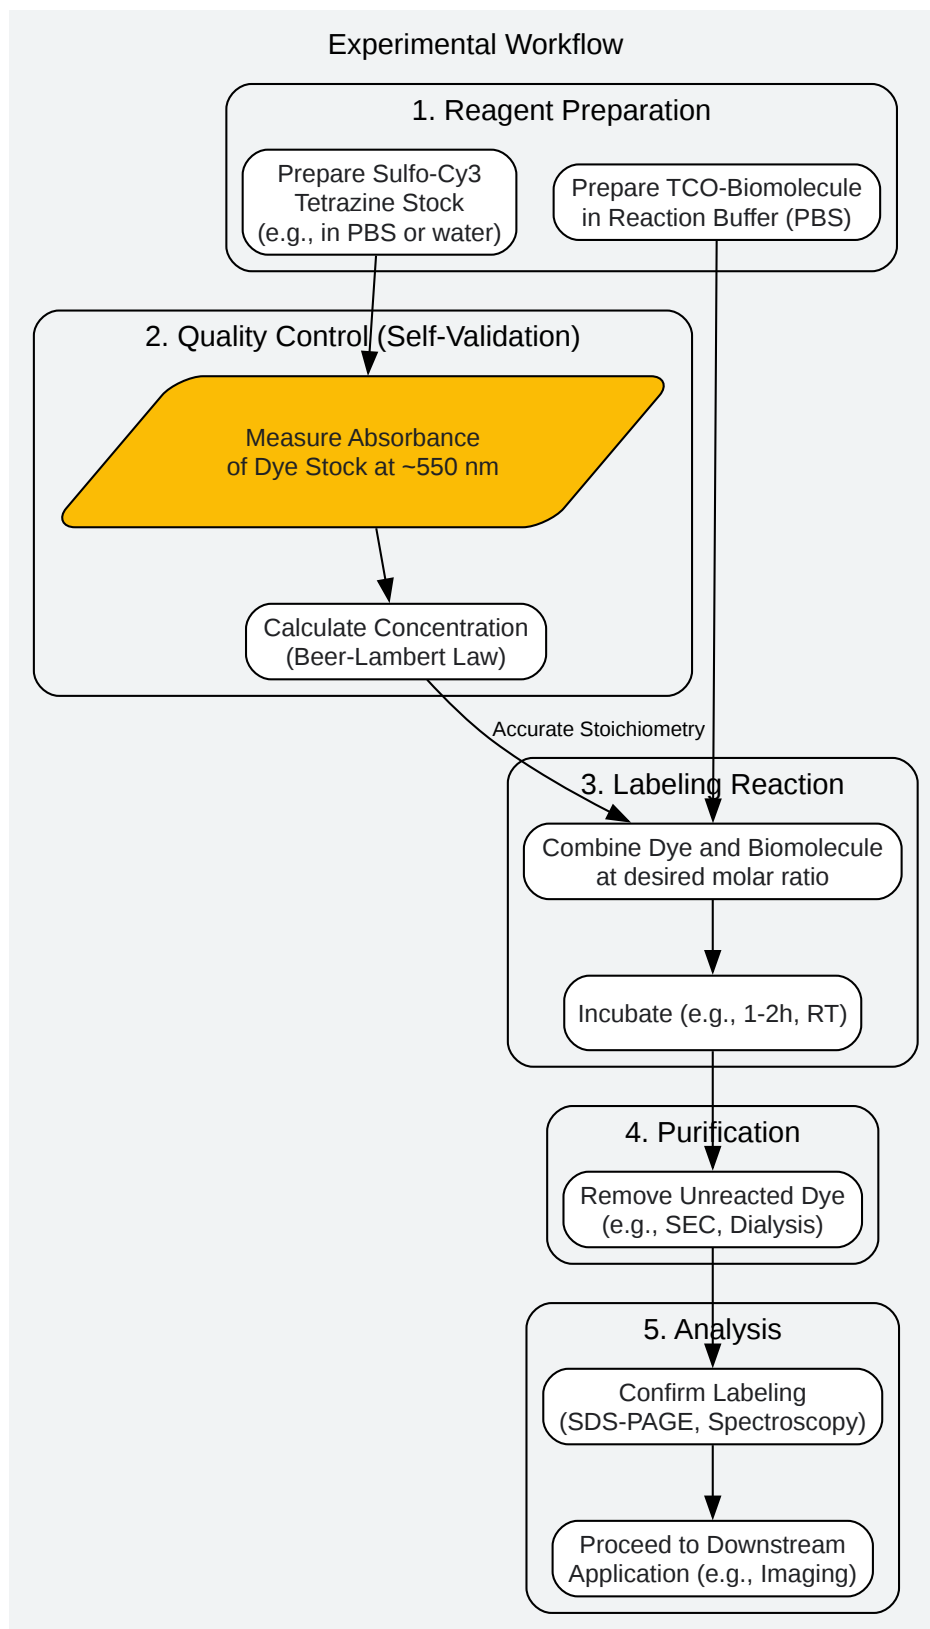 Experimental Workflow
1. Reagent Preparation
Prepare Sulfo-Cy3
Tetrazine Stock
(e.g., in PBS or water)
Prepare TCO-Biomolecule
in Reaction Buffer (PBS)
2. Quality Control (Self-Validation)
Measure Absorbance
of Dye Stock at ~550 nm
Calculate Concentration
(Beer-Lambert Law)
Accurate Stoichiometry
3. Labeling Reaction
Combine Dye and Biomolecule
at desired molar ratio
Incubate (e.g., 1-2h, RT)
4. Purification
Remove Unreacted Dye
(e.g., SEC, Dialysis)
5. Analysis
Confirm Labeling
(SDS-PAGE, Spectroscopy)
Proceed to Downstream
Application (e.g., Imaging)